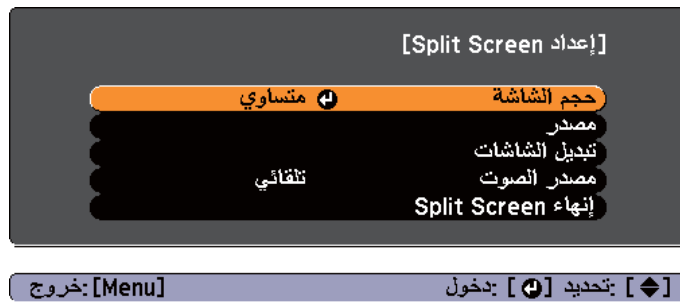 [إعداد Split Screen]
حجم الشاشة متساوي
مصدر
تبديل الشاشات
مصدر الصوت تلقائي
إنهاء Split Screen
[ ] :تحديد [ ] :دخول [Menu] :خروج